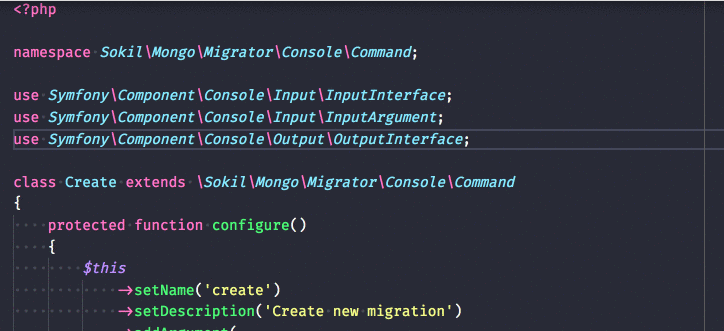 <?php
namespace Sokil\Mongo\Migrator\Console\Command;
use Symfony\Component\Console\Input\InputInterface;
use Symfony\Component\Console\Input\InputArgument;
use Symfony\Component\Console\Output\OutputInterface;
class Create extends \Sokil\Mongo\Migrator\Console\Command
{
protected function configure()
{
$this
->setName('create')
->setDescription('Create new migration')
->addArgument(